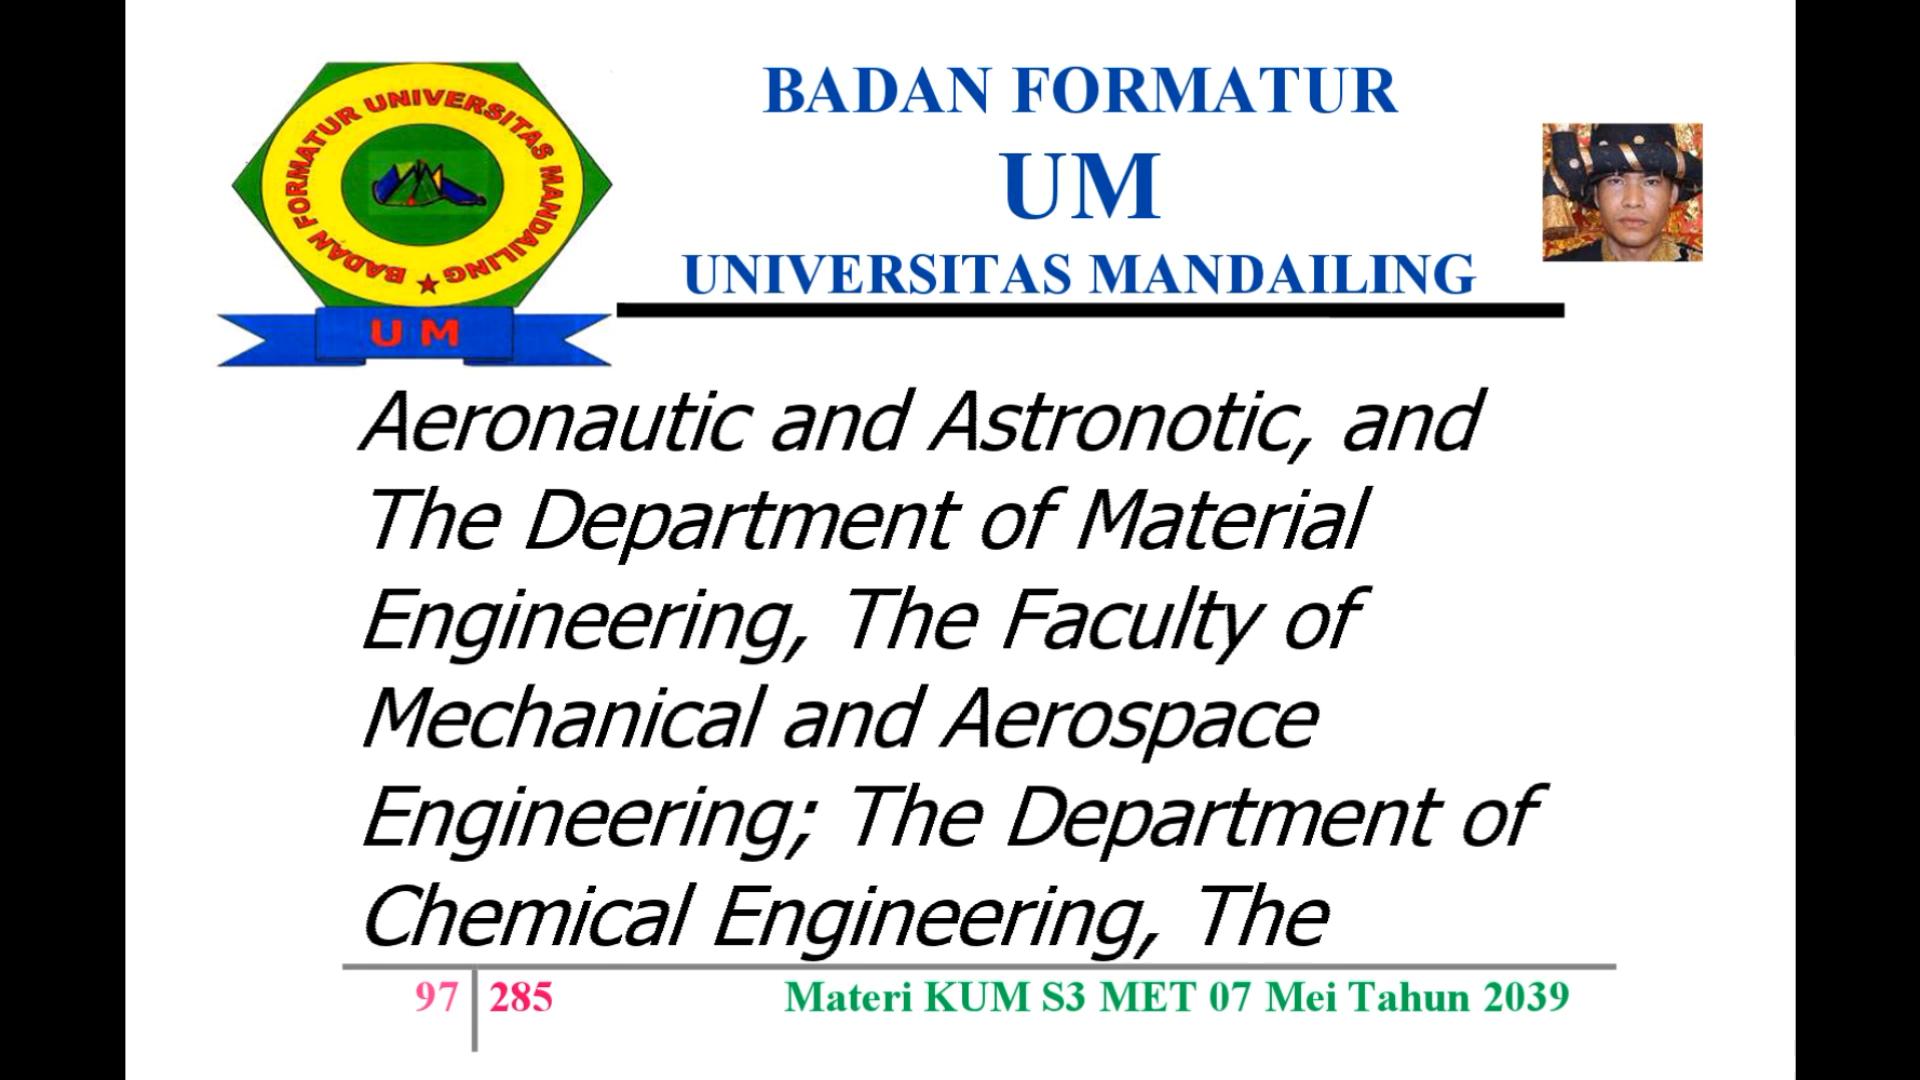 BADAN FORMATUR UNIVERSITAS MANDAILING
U M
BADAN FORMATUR
UM
UNIVERSITAS MANDAILING
Aeronautic and Astronotic, and
The Department of Material
Engineering, The Faculty of
Mechanical and Aerospace
Engineering; The Department of
Chemical Engineering, The
97 285 Materi KUM S3 MET 07 Mei Tahun 2039